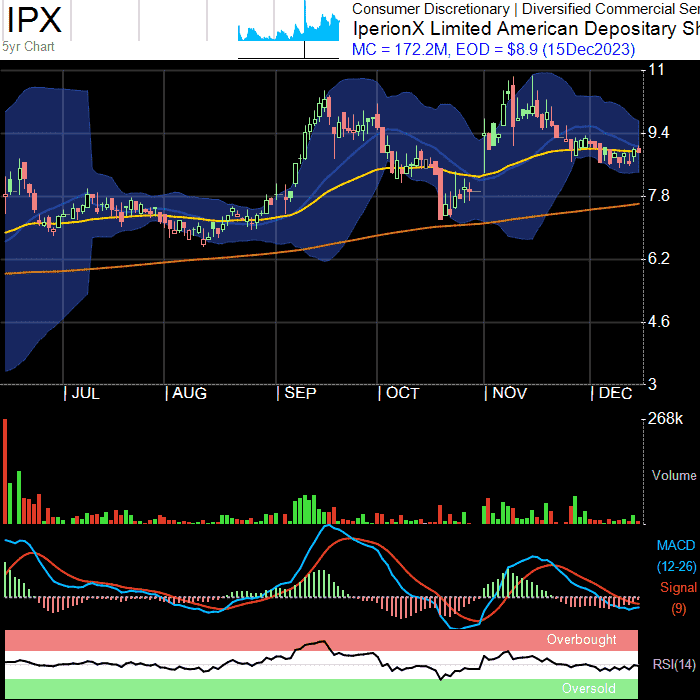 IPX
5yr Chart
Consumer Discretionary | Diversified Commercial Ser
IperionX Limited American Depositary Sh
MC = 172.2M, EOD = $8.9 (15Dec2023)
11
9.4
7.8
6.2
4.6
3
| JUL | AUG | SEP | OCT | NOV | DEC
268k
Volume
MACD
(12-26)
Signal
(9)
Overbought
RSI(14)
Oversold